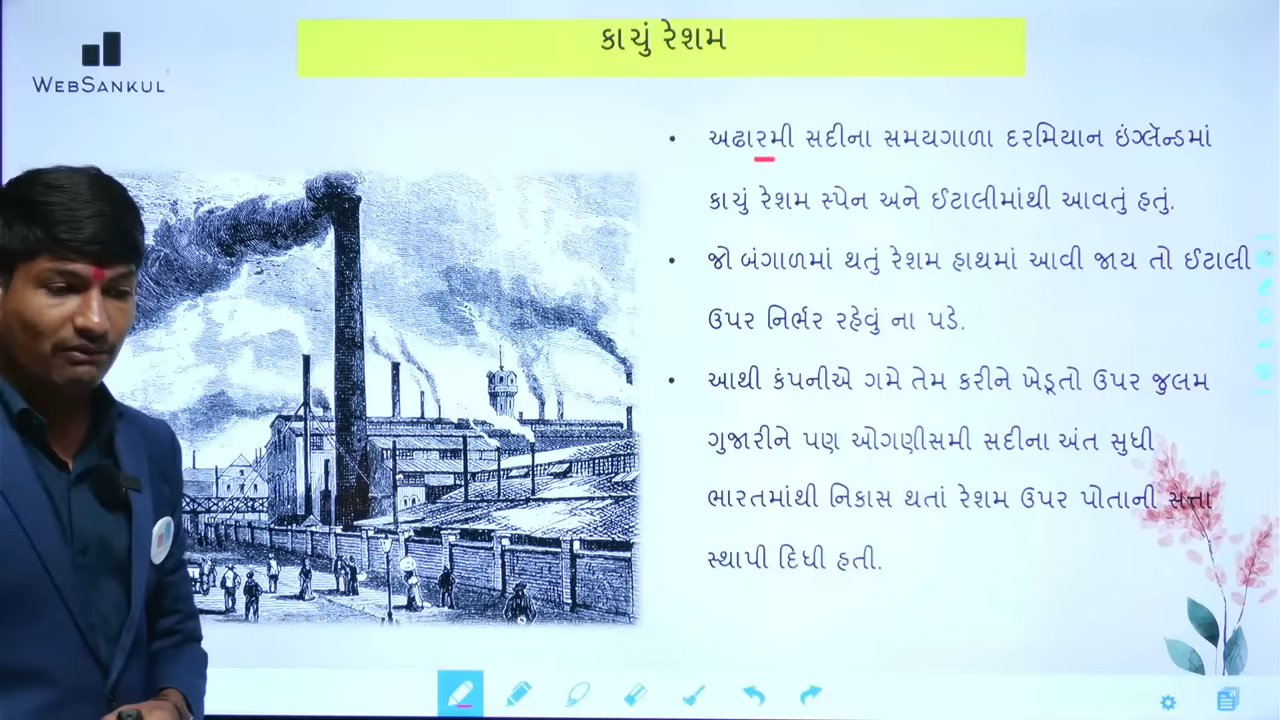 કાચું રેશમ
WEBSANKUL
• અઢારમી સદીના સમયગાળા દરમિયાન ઇંગ્લૅન્ડમાં
કાચું રેશમ સ્પેન અને ઈટાલીમાંથી આવતું હતું.
• જો બંગાળમાં થતું રેશમ હાથમાં આવી જાય તો ઈટાલી
ઉપર નિર્ભર રહેવું ના પડે.
• આથી કંપનીએ ગમે તેમ કરીને ખેડૂતો ઉપર જુલમ
ગુજારીને પણ ઓગણીસમી સદીના અંત સુધી
ભારતમાંથી નિકાસ થતાં રેશમ ઉપર પોતાની સત્તા
સ્થાપી દિધી હતી.